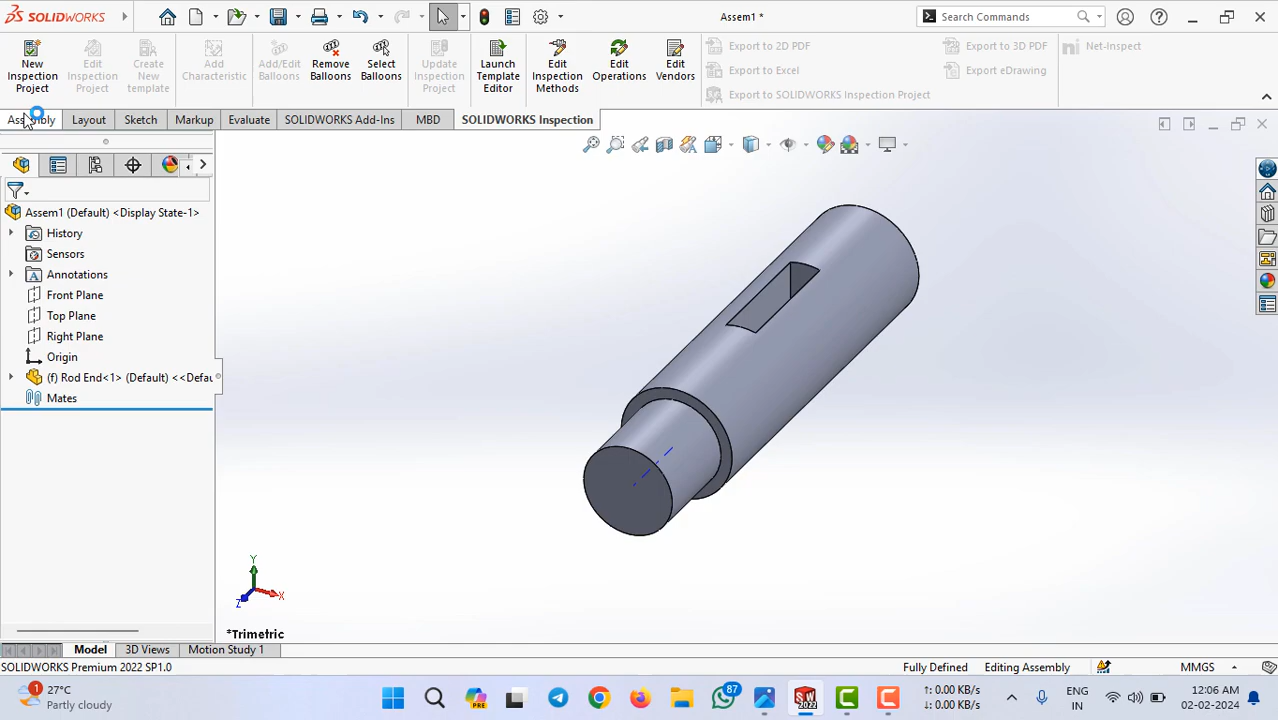 SOLIDWORKS
Assem1 *
Search Commands
New Inspection Project
Edit Inspection Project
Create New template
Add Characteristic
Add/Edit Balloons
Remove Balloons
Select Balloons
Update Inspection Project
Launch Template Editor
Edit Inspection Methods
Edit Operations
Edit Vendors
Export to 2D PDF
Export to Excel
Export to SOLIDWORKS Inspection Project
Export to 3D PDF
Export eDrawing
Net-Inspect
Assembly
Layout
Sketch
Markup
Evaluate
SOLIDWORKS Add-Ins
MBD
SOLIDWORKS Inspection
Assem1 (Default) <Display State-1>
History
Sensors
Annotations
Front Plane
Top Plane
Right Plane
Origin
(f) Rod End<1> (Default) <<Defau
Mates
Y
X
Z
*Trimetric
Model
3D Views
Motion Study 1
SOLIDWORKS Premium 2022 SP1.0
Fully Defined
Editing Assembly
MMGS
1
27°C
Partly cloudy
PRE
87
SW
2022
↑: 0.00 KB/s
↓: 0.00 KB/s
ENG
IN
12:06 AM
02-02-2024